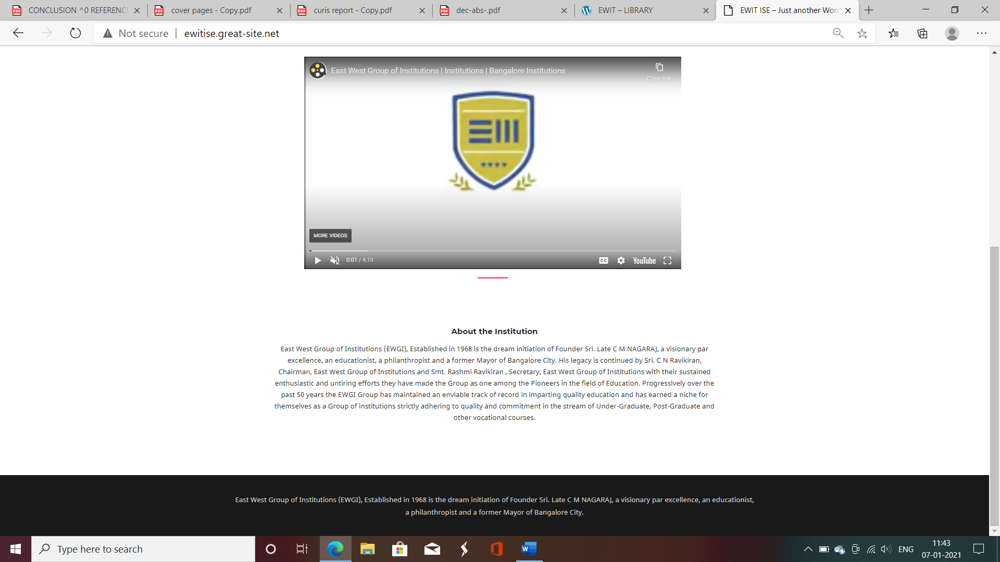 CONCLUSION ^0 REFERENC
cover pages - Copy.pdf
curis report - Copy.pdf
dec-abs-.pdf
EWIT – LIBRARY
EWIT ISE – Just another Wor
Not secure
ewitise.great-site.net
East West Group of Institutions | Institutions | Bangalore Institutions
Copy link
MORE VIDEOS
0:01 / 4:10
CC
YouTube
About the Institution
East West Group of Institutions (EWGI), Established in 1968 is the dream initiation of Founder Sri. Late C M NAGARAJ, a visionary par
excellence, an educationist, a philanthropist and a former Mayor of Bangalore City. His legacy is continued by Sri. C N Ravikiran,
Chairman, East West Group of Institutions and Smt. Rashmi Ravikiran , Secretary, East West Group of Institutions with their sustained
enthusiastic and untiring efforts they have made the Group as one among the Pioneers in the field of Education. Progressively over the
past 50 years the EWGI Group has maintained an enviable track of record in imparting quality education and has earned a niche for
themselves as a Group of institutions strictly adhering to quality and commitment in the stream of Under-Graduate, Post-Graduate and
other vocational courses.
East West Group of Institutions (EWGI), Established in 1968 is the dream initiation of Founder Sri. Late C M NAGARAJ, a visionary par excellence, an educationist,
a philanthropist and a former Mayor of Bangalore City.
Type here to search
ENG
11:43
07-01-2021